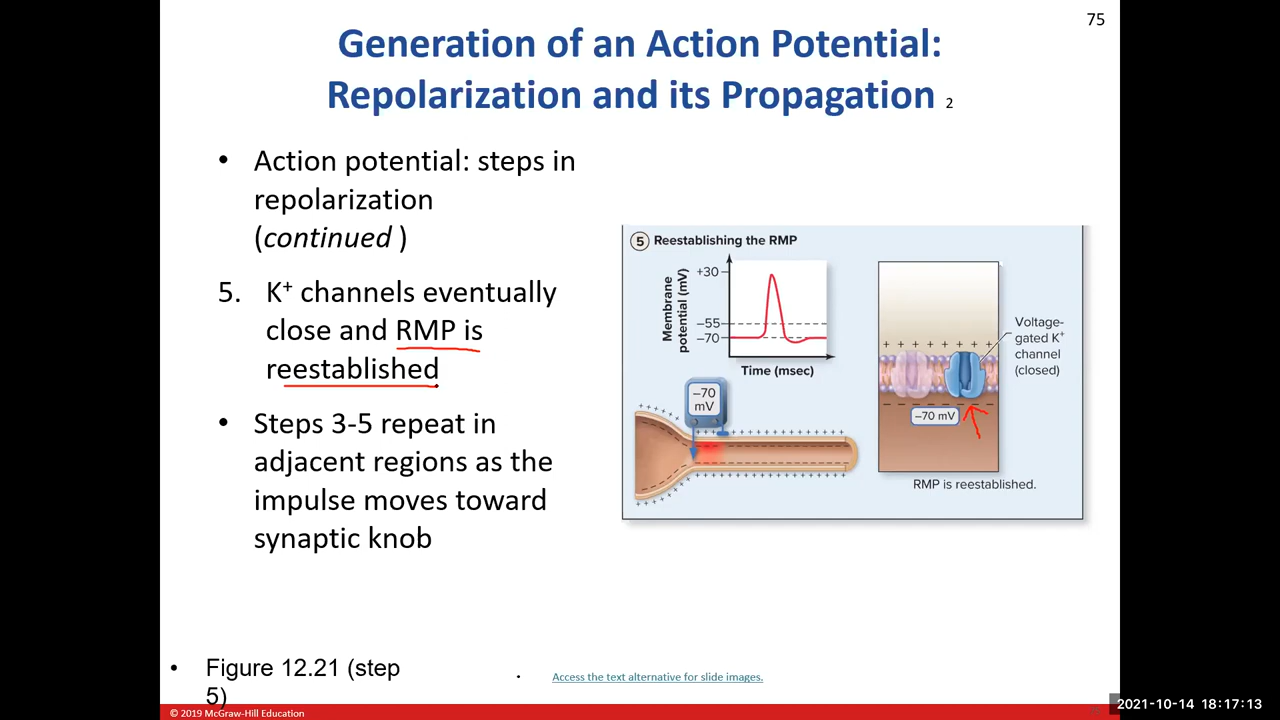 75
Generation of an Action Potential:
Repolarization and its Propagation 2
• Action potential: steps in
repolarization
(continued )
5. K⁺ channels eventually
close and RMP is
reestablished
• Steps 3-5 repeat in
adjacent regions as the
impulse moves toward
synaptic knob
5 Reestablishing the RMP
Membrane
potential (mV)
+30
−55
−70
Time (msec)
−70
mV
+ + + + + + + +
Voltage-
gated K⁺
channel
(closed)
−70 mV
RMP is reestablished.
• Figure 12.21 (step
5)
• Access the text alternative for slide images.
© 2019 McGraw-Hill Education
2021-10-14 18:17:13